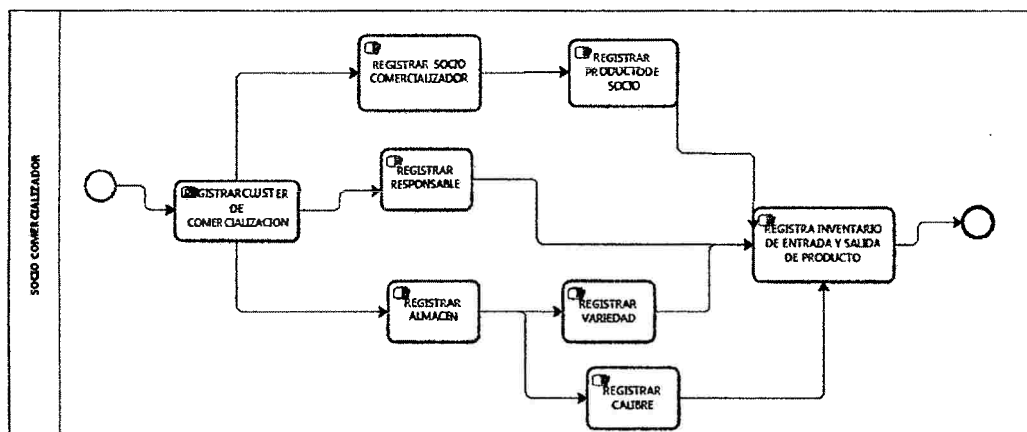 SOCIO COMERCIALIZADOR
REGISTRAR SOCIO
COMERCIALIZADOR
REGISTRAR
PRODUCTO DE
SOCIO
REGISTRAR
RESPONSABLE
GISTRAR CLUSTER
DE
COMERCIALIZACION
REGISTRA INVENTARIO
DE ENTRADA Y SALIDA
DE PRODUCTO
REGISTRAR
ALMACEN
REGISTRAR
VARIEDAD
REGISTRAR
CALIBRE